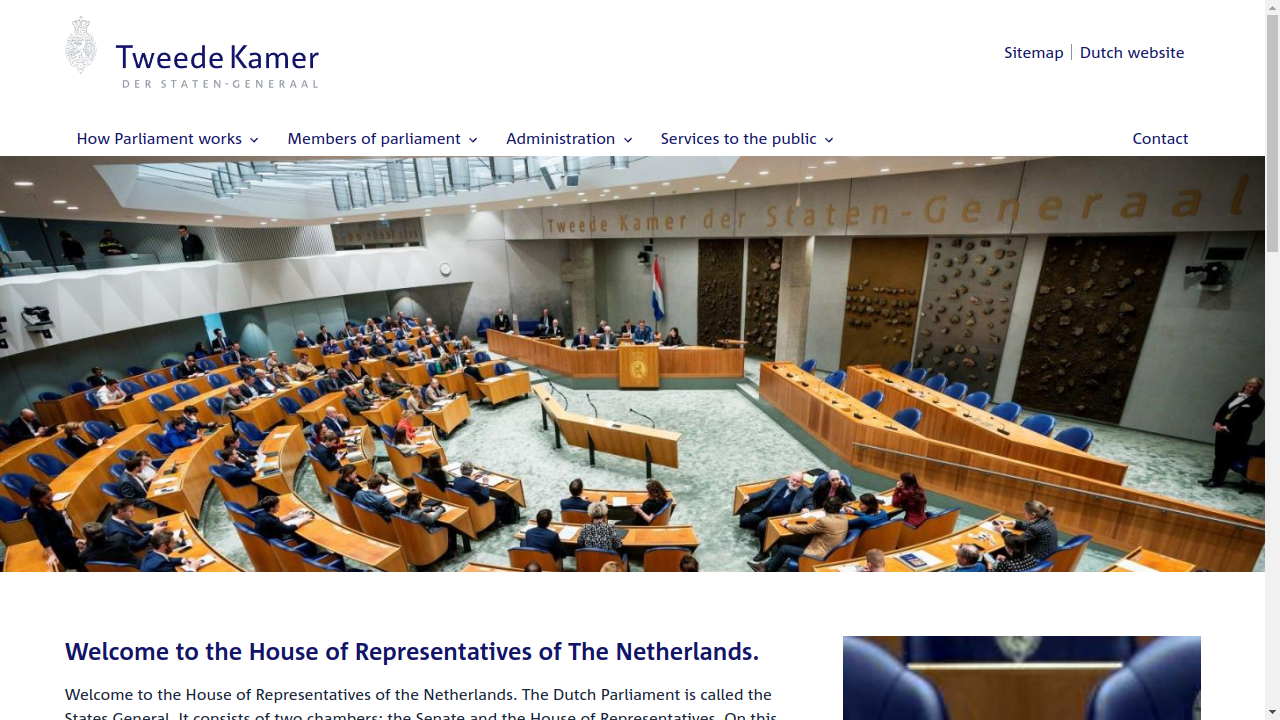 Tweede Kamer
DER STATEN-GENERAAL
Sitemap
Dutch website
How Parliament works
Members of parliament
Administration
Services to the public
Contact
Tweede Kamer der Staten-Generaal
Welcome to the House of Representatives of The Netherlands.
Welcome to the House of Representatives of the Netherlands. The Dutch Parliament is called the
States General. It consists of two chambers: the Senate and the House of Representatives. On this